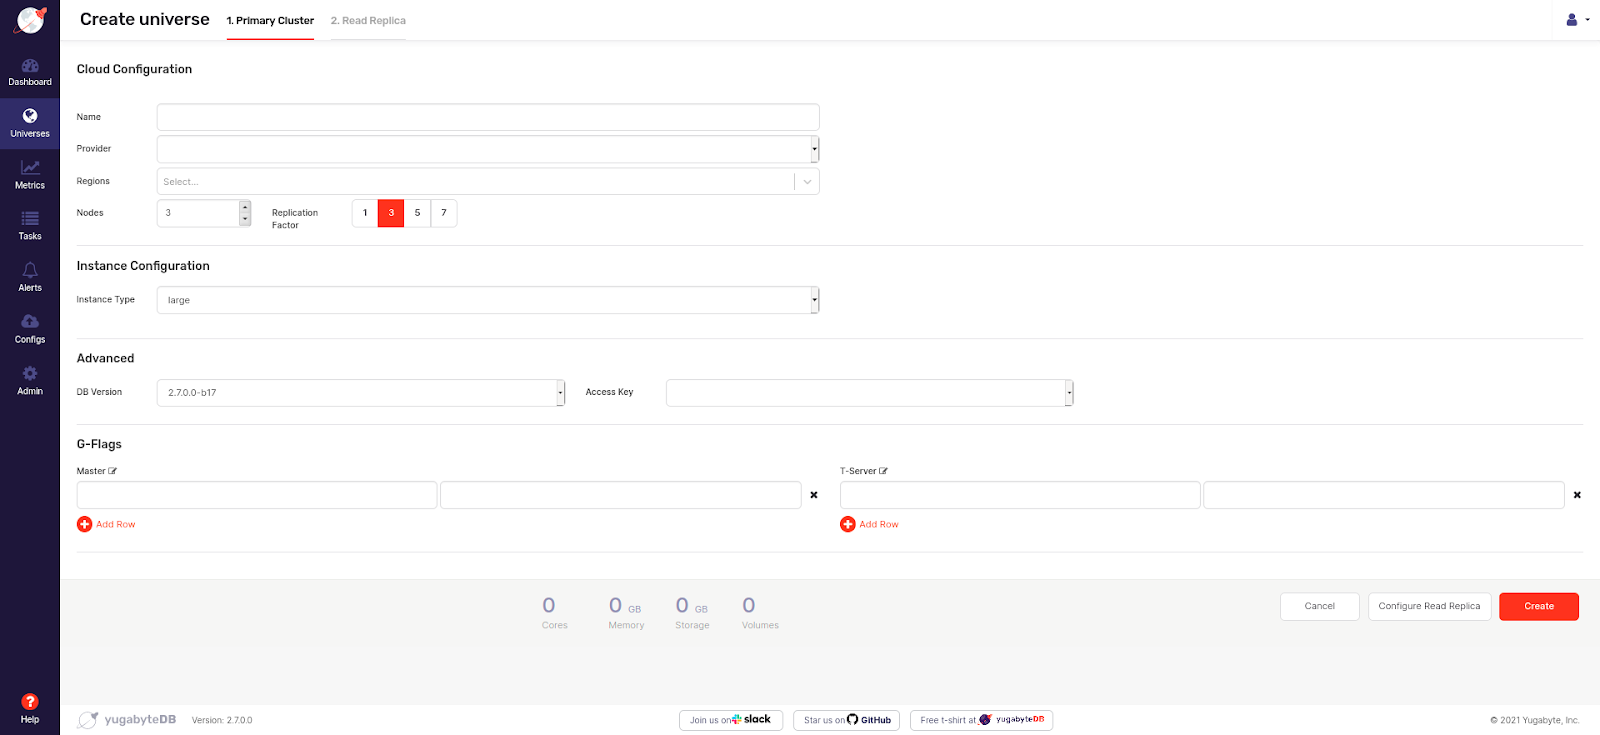 Create universe
1. Primary Cluster
2. Read Replica
Dashboard
Universes
Metrics
Tasks
Alerts
Configs
Admin
Help
Cloud Configuration
Name
Provider
Regions
Select...
Nodes
3
Replication
Factor
1 3 5 7
Instance Configuration
Instance Type
large
Advanced
DB Version
2.7.0.0-b17
Access Key
G-Flags
Master
Add Row
T-Server
Add Row
0
Cores
0 GB
Memory
0 GB
Storage
0
Volumes
Cancel
Configure Read Replica
Create
yugabyteDB
Version: 2.7.0.0
Join us on slack
Star us on GitHub
Free t-shirt at yugabyteDB
© 2021 Yugabyte, Inc.